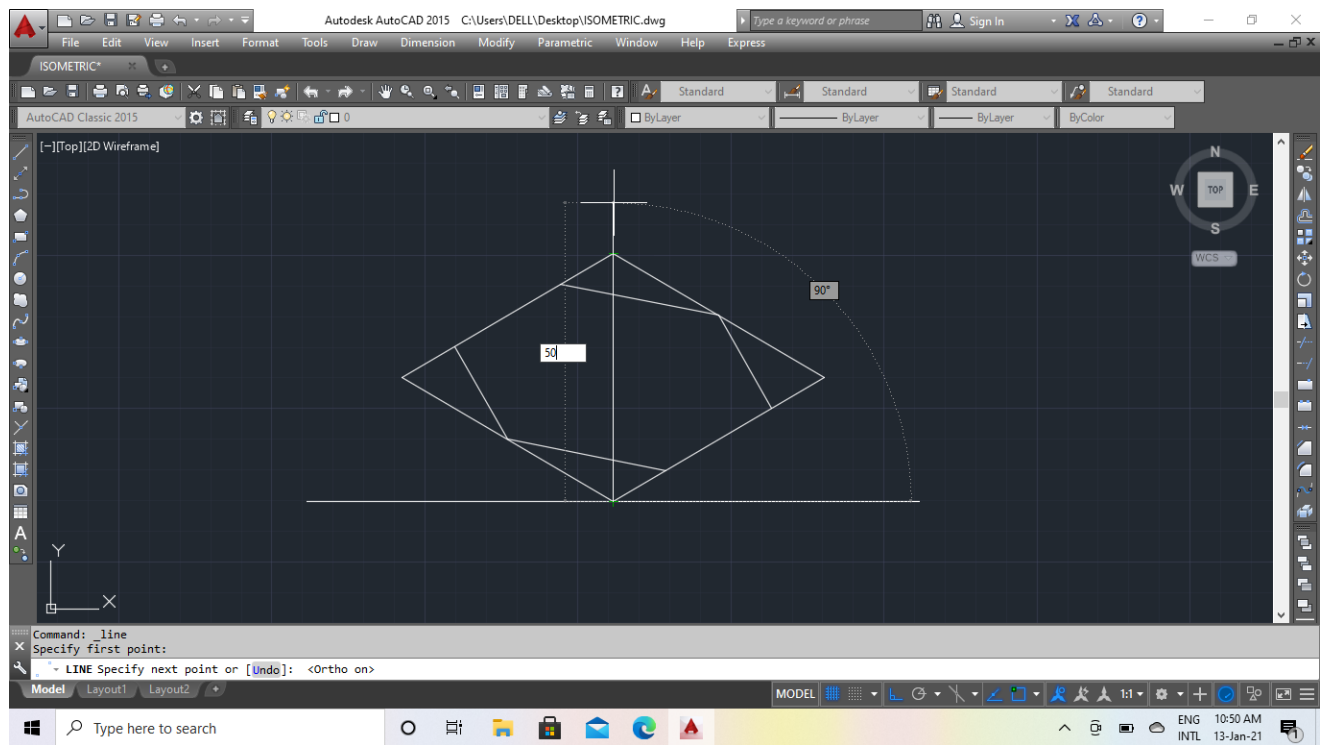 Autodesk AutoCAD 2015 C:\Users\DELL\Desktop\ISOMETRIC.dwg Type a keyword or phrase Sign In
File Edit View Insert Format Tools Draw Dimension Modify Parametric Window Help Express
ISOMETRIC*
Standard Standard Standard Standard
AutoCAD Classic 2015 0 ByLayer ByLayer ByLayer ByColor
[−][Top][2D Wireframe]
N
W TOP E
S
WCS
90°
50
Y
X
Command: _line
Specify first point:
LINE Specify next point or [Undo]: <Ortho on>
Model Layout1 Layout2 + MODEL 1:1
Type here to search
ENG 10:50 AM
INTL 13-Jan-21 1